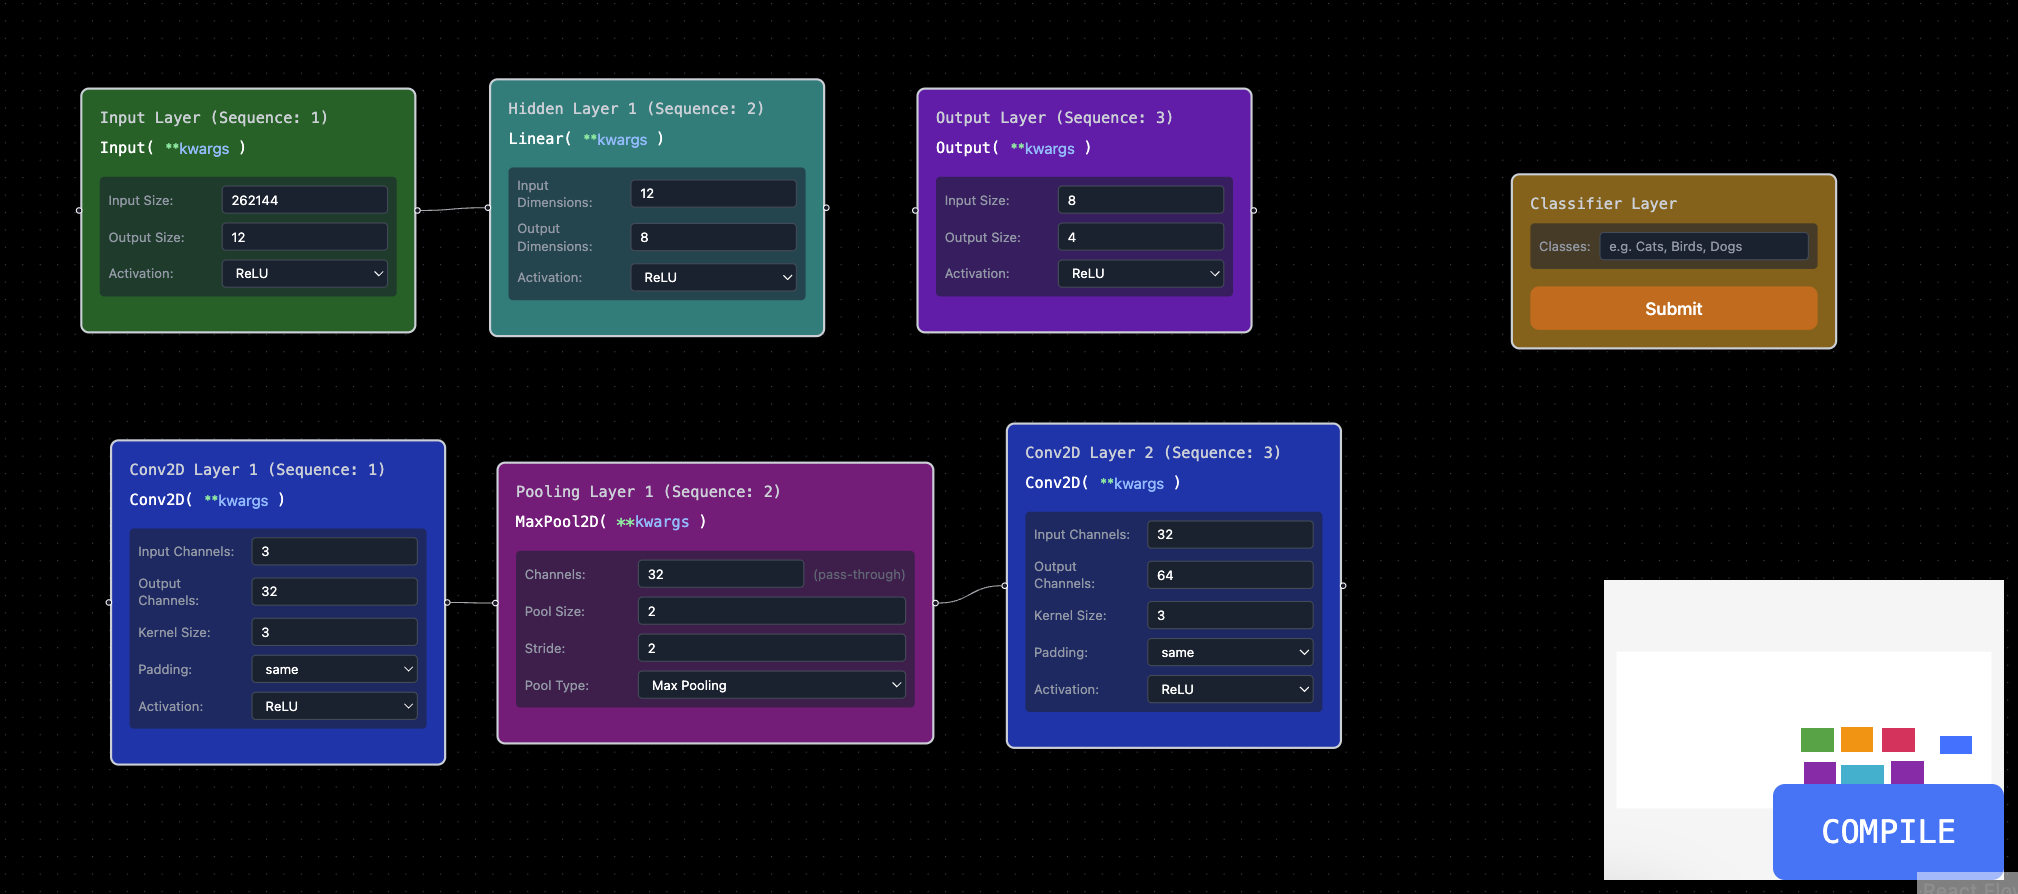 Input Layer (Sequence: 1)
Input( **kwargs )
Input Size: 262144
Output Size: 12
Activation: ReLU
Hidden Layer 1 (Sequence: 2)
Linear( **kwargs )
Input Dimensions: 12
Output Dimensions: 8
Activation: ReLU
Output Layer (Sequence: 3)
Output( **kwargs )
Input Size: 8
Output Size: 4
Activation: ReLU
Classifier Layer
Classes: e.g. Cats, Birds, Dogs
Submit
Conv2D Layer 1 (Sequence: 1)
Conv2D( **kwargs )
Input Channels: 3
Output Channels: 32
Kernel Size: 3
Padding: same
Activation: ReLU
Pooling Layer 1 (Sequence: 2)
MaxPool2D( **kwargs )
Channels: 32 (pass-through)
Pool Size: 2
Stride: 2
Pool Type: Max Pooling
Conv2D Layer 2 (Sequence: 3)
Conv2D( **kwargs )
Input Channels: 32
Output Channels: 64
Kernel Size: 3
Padding: same
Activation: ReLU
COMPILE
React Flow